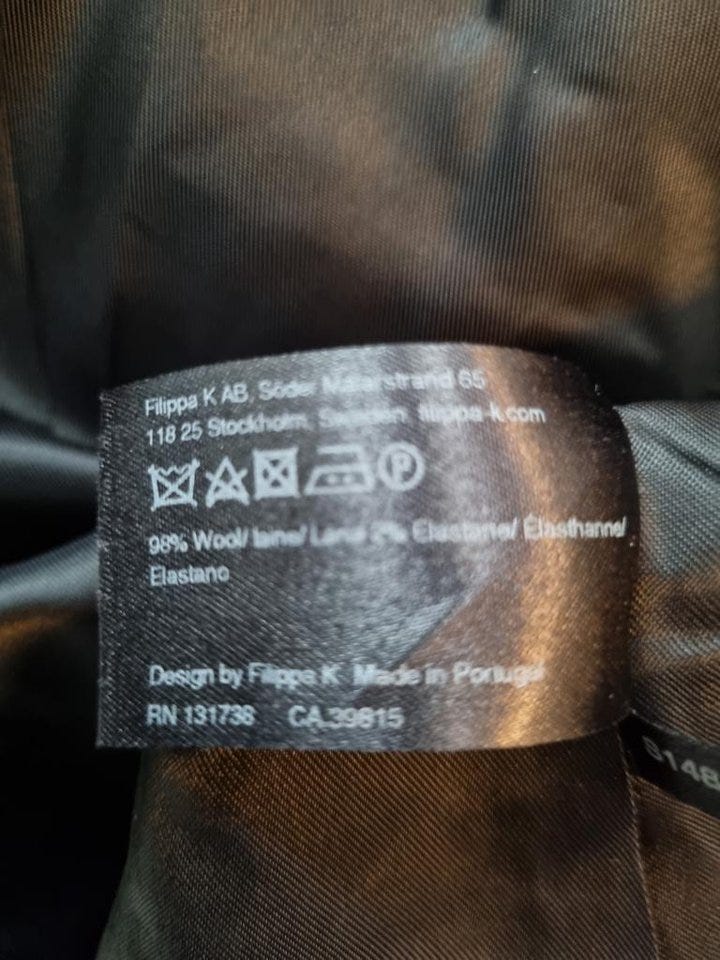 Filippa K AB, Söder Mälarstrand 65
118 25 Stockholm, Sweden filippa-k.com
P
98% Wool/ laine/ Lana 2% Elastane/ Élasthanne/
Elastano
Design by Filippa K Made in Portugal
RN 131738 CA.39815
S148